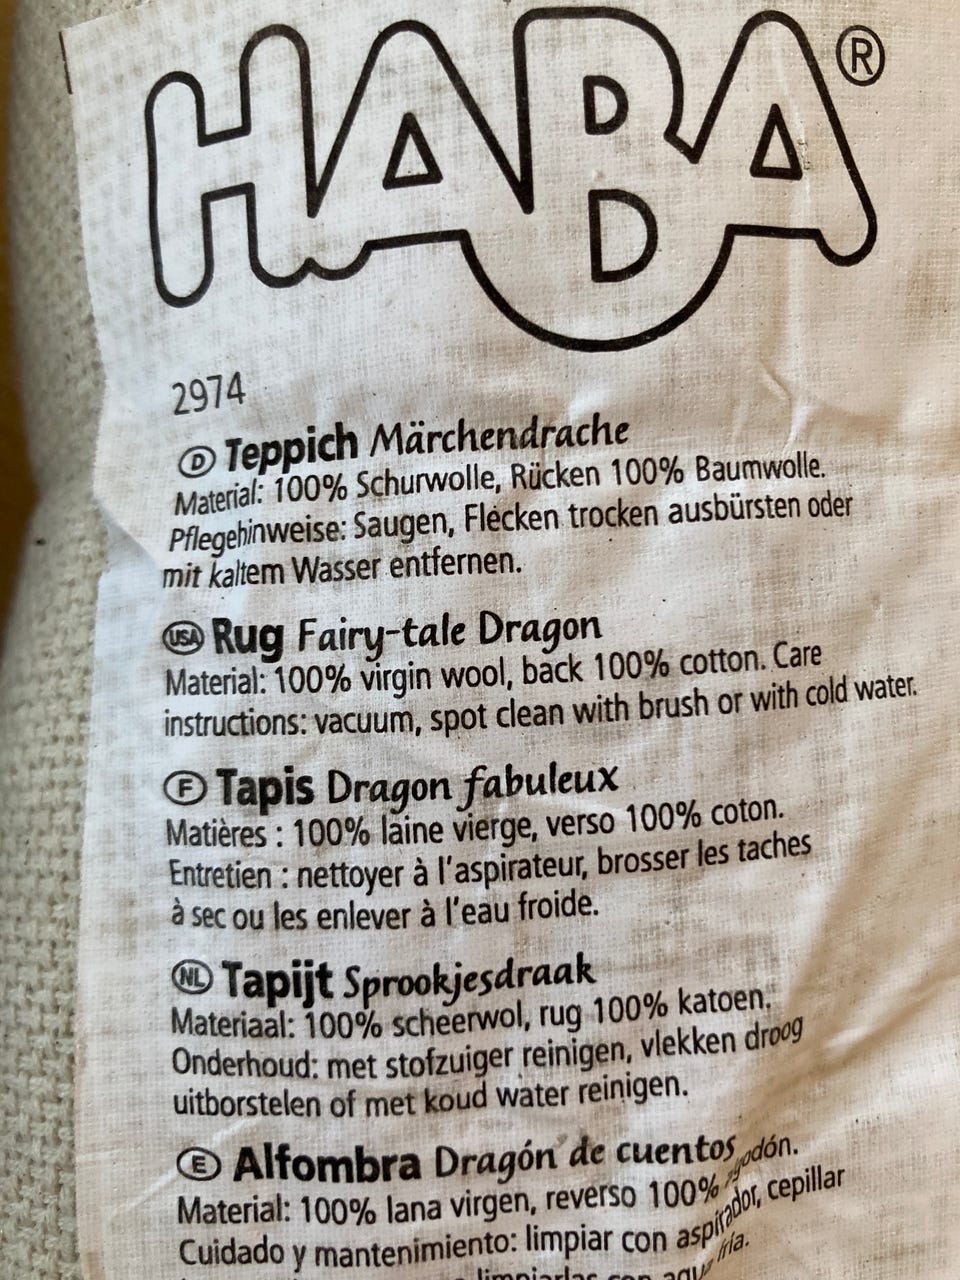 HABA®
2974
D Teppich Märchendrache
Material: 100% Schurwolle, Rücken 100% Baumwolle.
Pflegehinweise: Saugen, Flecken trocken ausbürsten oder
mit kaltem Wasser entfernen.
USA Rug Fairy-tale Dragon
Material: 100% virgin wool, back 100% cotton. Care
instructions: vacuum, spot clean with brush or with cold water.
F Tapis Dragon fabuleux
Matières : 100% laine vierge, verso 100% coton.
Entretien : nettoyer à l'aspirateur, brosser les taches
à sec ou les enlever à l'eau froide.
NL Tapijt Sprookjesdraak
Materiaal: 100% scheerwol, rug 100% katoen.
Onderhoud: met stofzuiger reinigen, vlekken droog
uitborstelen of met koud water reinigen.
E Alfombra Dragón de cuentos
Material: 100% lana virgen, reverso 100% algodón.
Cuidado y mantenimiento: limpiar con aspirador, cepillar
limpiarlas con agua fría.